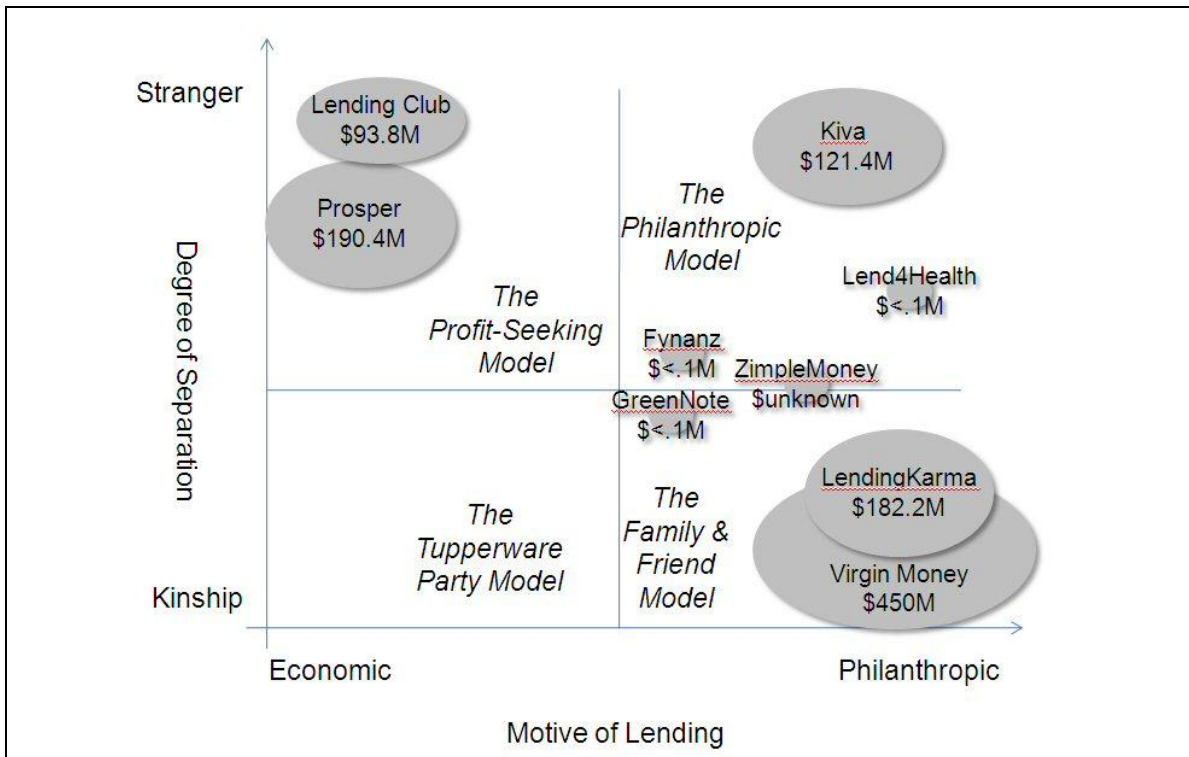 Stranger
Lending Club
$93.8M
Kiva
$121.4M
Prosper
$190.4M
The
Philanthropic
Model
Degree of Separation
Lend4Health
$<.1M
The
Profit-Seeking
Model
Fynanz
$<.1M
ZimpleMoney
$unknown
GreenNote
$<.1M
LendingKarma
$182.2M
The
Tupperware
Party Model
The
Family &
Friend
Model
Virgin Money
$450M
Kinship
Economic
Philanthropic
Motive of Lending